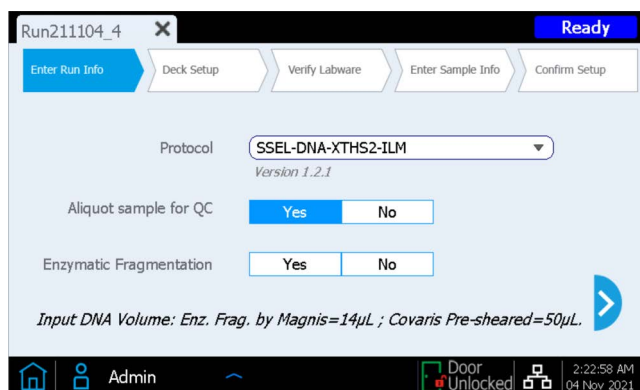 Run211104_4
Ready
Enter Run Info
Deck Setup
Verify Labware
Enter Sample Info
Confirm Setup
Protocol
SSEL-DNA-XTHS2-ILM
Version 1.2.1
Aliquot sample for QC
Yes
No
Enzymatic Fragmentation
Yes
No
Input DNA Volume: Enz. Frag. by Magnis=14µL ; Covaris Pre-sheared=50µL.
Admin
Door
Unlocked
2:22:58 AM
04 Nov 2021